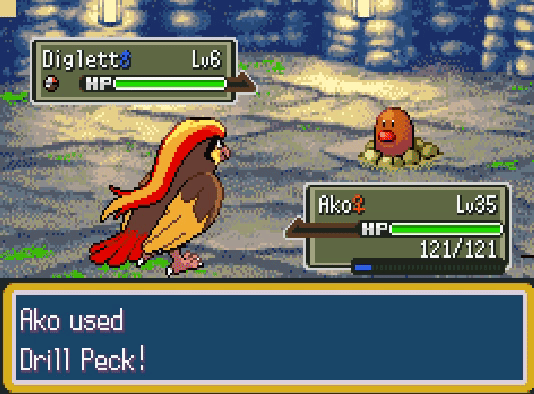 Diglett♂ Lv6
HP
Ako♀ Lv35
HP
121/121
Ako used
Drill Peck!